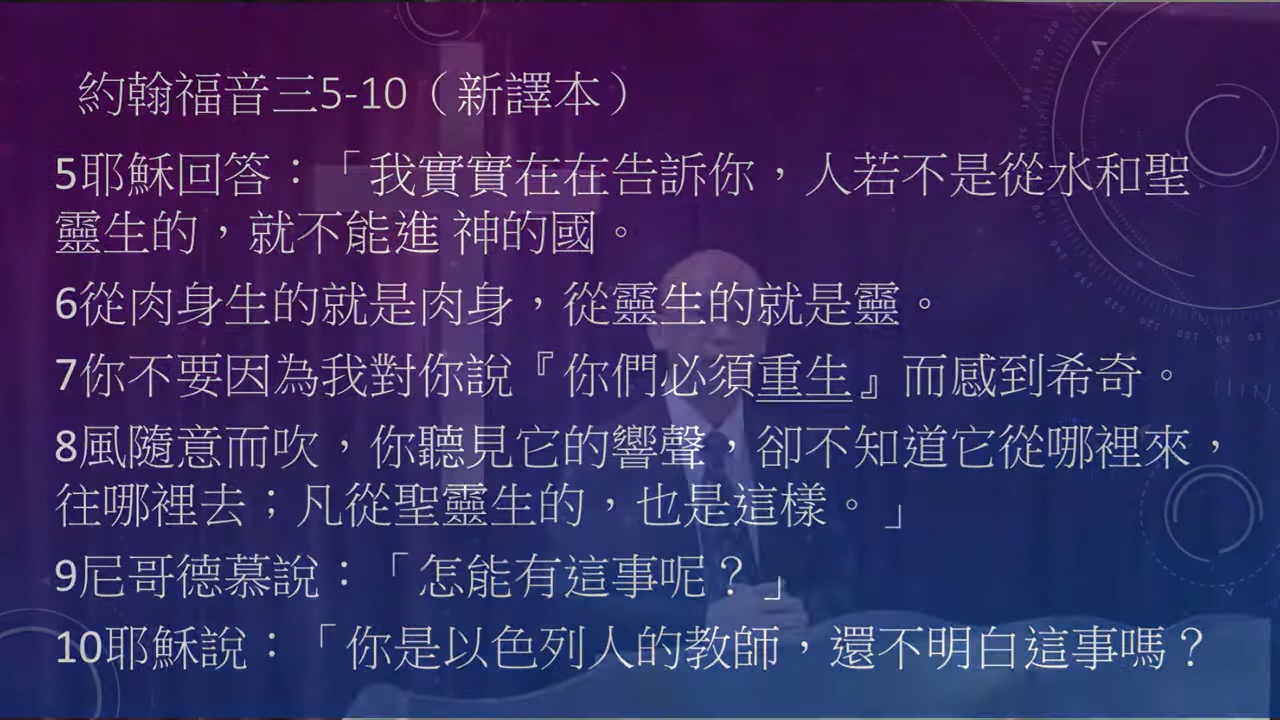 約翰福音三5-10（新譯本）
5耶穌回答：「我實實在在告訴你，人若不是從水和聖
靈生的，就不能進 神的國。
6從肉身生的就是肉身，從靈生的就是靈。
7你不要因為我對你說『你們必須重生』而感到希奇。
8風隨意而吹，你聽見它的響聲，卻不知道它從哪裡來，
往哪裡去；凡從聖靈生的，也是這樣。」
9尼哥德慕說：「怎能有這事呢？」
10耶穌說：「你是以色列人的教師，還不明白這事嗎？